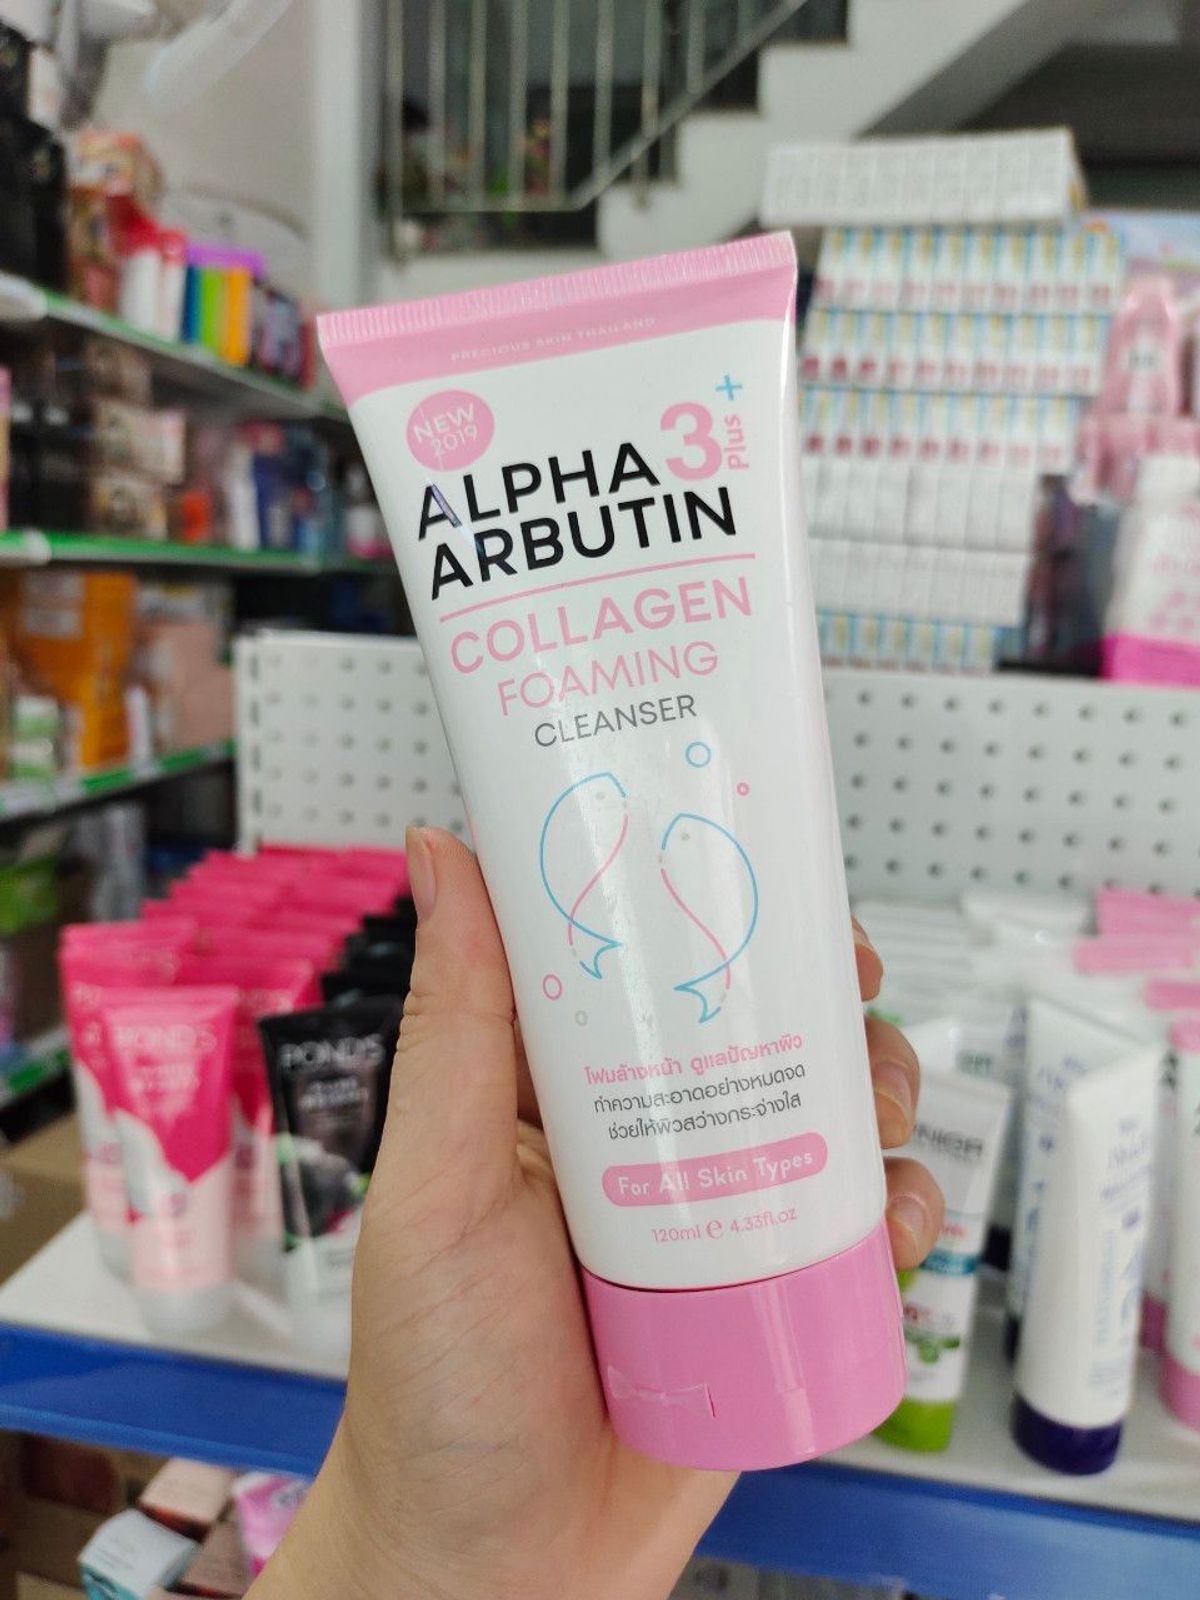 PRECIOUS SKIN THAILAND
NEW
2019
ALPHA 3 Plus +
ARBUTIN
COLLAGEN
FOAMING
CLEANSER
โฟมล้างหน้า ดูแลปัญหาผิว
ทำความสะอาดอย่างหมดจด
ช่วยให้ผิวสว่างกระจ่างใส
For All Skin Types
120ml ℮ 4.33fl.oz
POND'S
POND'S